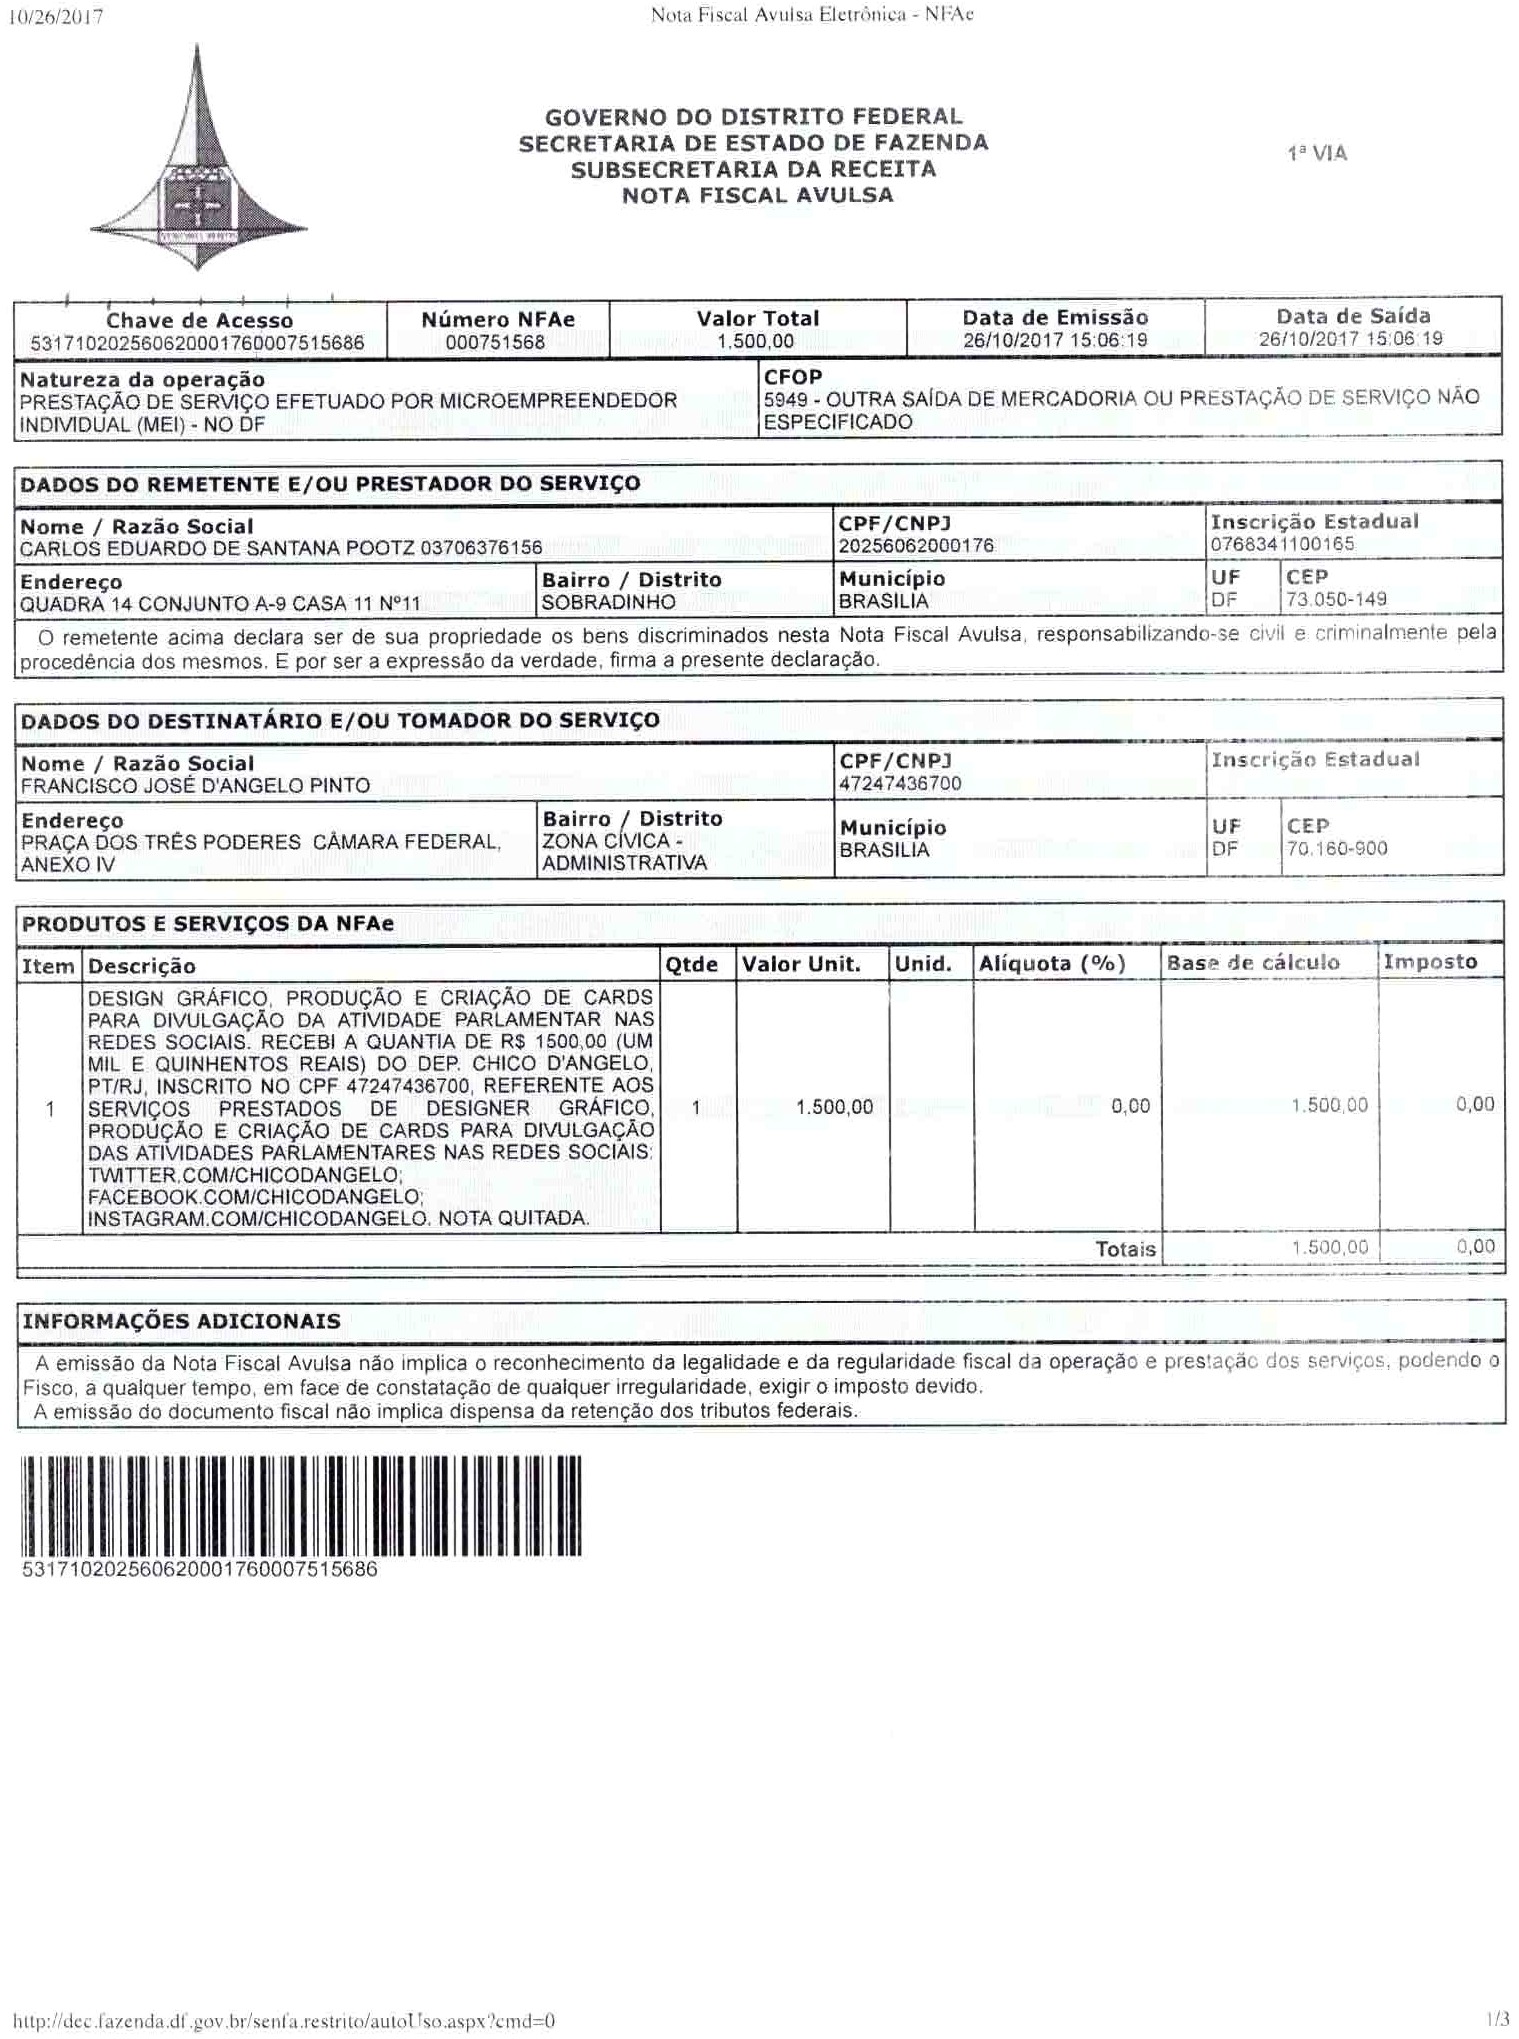 10/26/2017
Nota Fiscal Avulsa Eletrônica - NFAe
GOVERNO DO DISTRITO FEDERAL
SECRETARIA DE ESTADO DE FAZENDA
SUBSECRETARIA DA RECEITA
NOTA FISCAL AVULSA
1ª VIA
Chave de Acesso
531710202560620001760007515686
Número NFAe
000751568
Valor Total
1.500,00
Data de Emissão
26/10/2017 15:06:19
Data de Saída
26/10/2017 15:06:19
Natureza da operação
PRESTAÇÃO DE SERVIÇO EFETUADO POR MICROEMPREENDEDOR
INDIVIDUAL (MEI) - NO DF
CFOP
5949 - OUTRA SAÍDA DE MERCADORIA OU PRESTAÇÃO DE SERVIÇO NÃO
ESPECIFICADO
DADOS DO REMETENTE E/OU PRESTADOR DO SERVIÇO
Nome / Razão Social
CARLOS EDUARDO DE SANTANA POOTZ 03706376156
CPF/CNPJ
20256062000176
Inscrição Estadual
0768341100165
Endereço
QUADRA 14 CONJUNTO A-9 CASA 11 Nº11
Bairro / Distrito
SOBRADINHO
Município
BRASILIA
UF
DF
CEP
73.050-149
O remetente acima declara ser de sua propriedade os bens discriminados nesta Nota Fiscal Avulsa, responsabilizando-se civil e criminalmente pela
procedência dos mesmos. E por ser a expressão da verdade, firma a presente declaração.
DADOS DO DESTINATÁRIO E/OU TOMADOR DO SERVIÇO
Nome / Razão Social
FRANCISCO JOSÉ D'ANGELO PINTO
CPF/CNPJ
47247436700
Inscrição Estadual
Endereço
PRAÇA DOS TRÊS PODERES CÂMARA FEDERAL,
ANEXO IV
Bairro / Distrito
ZONA CÍVICA -
ADMINISTRATIVA
Município
BRASILIA
UF
DF
CEP
70.160-900
PRODUTOS E SERVIÇOS DA NFAe
Item Descrição Qtde Valor Unit. Unid. Alíquota (%) Base de cálculo Imposto
DESIGN GRÁFICO, PRODUÇÃO E CRIAÇÃO DE CARDS
PARA DIVULGAÇÃO DA ATIVIDADE PARLAMENTAR NAS
REDES SOCIAIS. RECEBI A QUANTIA DE R$ 1500,00 (UM
MIL E QUINHENTOS REAIS) DO DEP. CHICO D'ANGELO,
PT/RJ, INSCRITO NO CPF 47247436700, REFERENTE AOS
1 SERVIÇOS PRESTADOS DE DESIGNER GRÁFICO, 1 1.500,00 0,00 1.500,00 0,00
PRODUÇÃO E CRIAÇÃO DE CARDS PARA DIVULGAÇÃO
DAS ATIVIDADES PARLAMENTARES NAS REDES SOCIAIS:
TWITTER.COM/CHICODANGELO;
FACEBOOK.COM/CHICODANGELO;
INSTAGRAM.COM/CHICODANGELO. NOTA QUITADA.
Totais 1.500,00 0,00
INFORMAÇÕES ADICIONAIS
A emissão da Nota Fiscal Avulsa não implica o reconhecimento da legalidade e da regularidade fiscal da operação e prestação dos serviços, podendo o
Fisco, a qualquer tempo, em face de constatação de qualquer irregularidade, exigir o imposto devido.
A emissão do documento fiscal não implica dispensa da retenção dos tributos federais.
531710202560620001760007515686
http://dec.fazenda.df.gov.br/senfa.restrito/autoUso.aspx?cmd=0
1/3